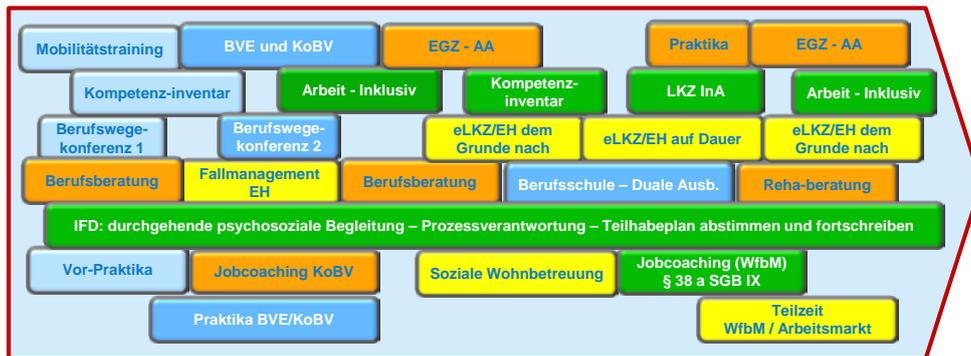 Mobilitätstraining
BVE und KoBV
EGZ - AA
Praktika
EGZ - AA
Kompetenz-inventar
Arbeit - Inklusiv
Kompetenz-
inventar
LKZ InA
Arbeit - Inklusiv
Berufswege-
konferenz 1
Berufswege-
konferenz 2
eLKZ/EH dem
Grunde nach
eLKZ/EH auf Dauer
eLKZ/EH dem
Grunde nach
Berufsberatung
Fallmanagement
EH
Berufsberatung
Berufsschule – Duale Ausb.
Reha-beratung
IFD: durchgehende psychosoziale Begleitung – Prozessverantwortung – Teilhabeplan abstimmen und fortschreiben
Vor-Praktika
Jobcoaching KoBV
Soziale Wohnbetreuung
Jobcoaching (WfbM)
§ 38 a SGB IX
Praktika BVE/KoBV
Teilzeit
WfbM / Arbeitsmarkt